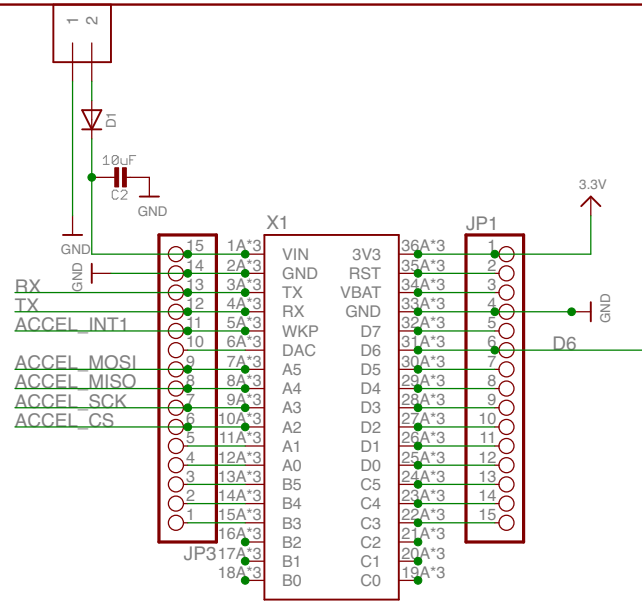 1 2
D1
10uF
C2
GND
3.3V
GND
X1
JP1
GND
15 1A*3 VIN 3V3 36A*3 1
14 2A*3 GND RST 35A*3 2
RX 13 3A*3 TX VBAT 34A*3 3
TX 12 4A*3 RX GND 33A*3 4 GND
ACCEL_INT1 11 5A*3 WKP D7 32A*3 5
10 6A*3 DAC D6 31A*3 6 D6
ACCEL_MOSI 9 7A*3 A5 D5 30A*3 7
ACCEL_MISO 8 8A*3 A4 D4 29A*3 8
ACCEL_SCK 7 9A*3 A3 D3 28A*3 9
ACCEL_CS 6 10A*3 A2 D2 27A*3 10
5 11A*3 A1 D1 26A*3 11
4 12A*3 A0 D0 25A*3 12
3 13A*3 B5 C5 24A*3 13
2 14A*3 B4 C4 23A*3 14
1 15A*3 B3 C3 22A*3 15
16A*3 B2 C2 21A*3
JP3 17A*3 B1 C1 20A*3
18A*3 B0 C0 19A*3